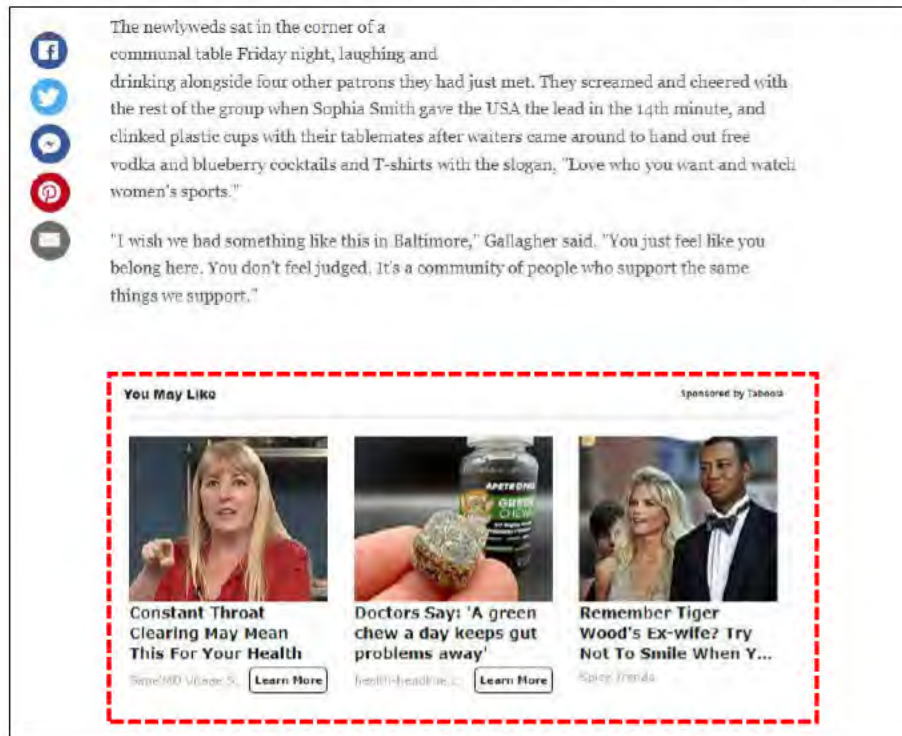 The newlyweds sat in the corner of a
communal table Friday night, laughing and
drinking alongside four other patrons they had just met. They screamed and cheered with
the rest of the group when Sophia Smith gave the USA the lead in the 14th minute, and
clinked plastic cups with their tablemates after waiters came around to hand out free
vodka and blueberry cocktails and T-shirts with the slogan, "Love who you want and watch
women's sports."
"I wish we had something like this in Baltimore," Gallagher said. "You just feel like you
belong here. You don't feel judged. It's a community of people who support the same
things we support."
You May Like
Sponsored by Taboola
APETRONS
GREEN
CHEW
Constant Throat
Clearing May Mean
This For Your Health
Learn More
Doctors Say: 'A green
chew a day keeps gut
problems away'
health-headline.c...
Learn More
Remember Tiger
Wood's Ex-wife? Try
Not To Smile When Y...
Spicy Trends